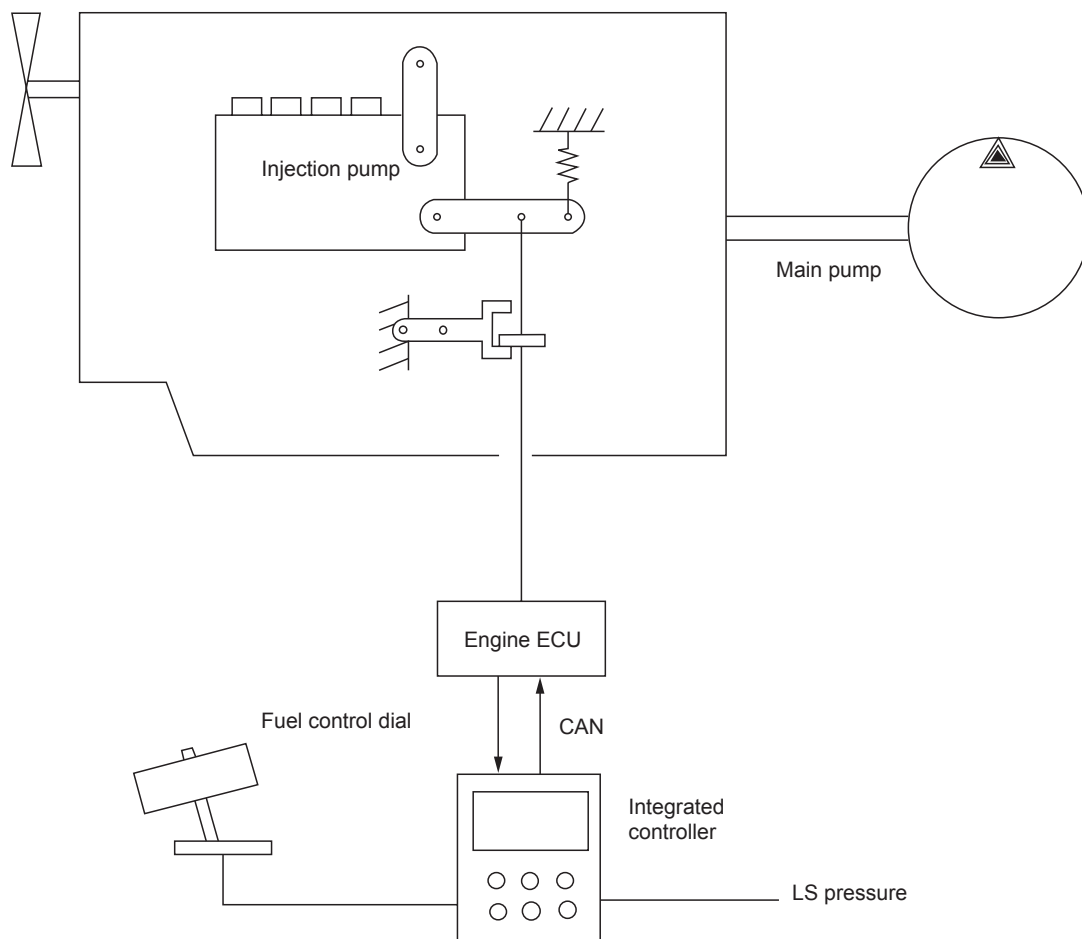 Injection pump
Main pump
Engine ECU
Fuel control dial
CAN
Integrated
controller
LS pressure